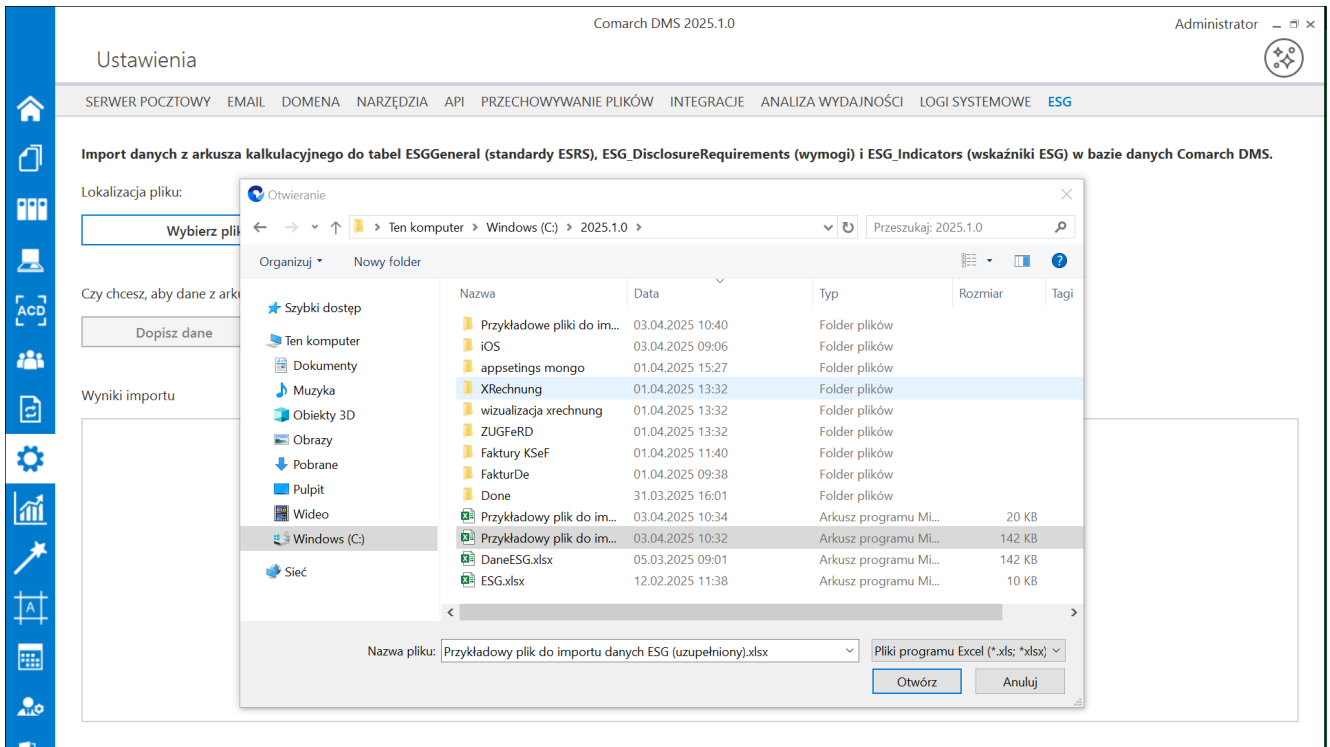 Comarch DMS 2025.1.0
Administrator
Ustawienia
SERWER POCZTOWY EMAIL DOMENA NARZĘDZIA API PRZECHOWYWANIE PLIKÓW INTEGRACJE ANALIZA WYDAJNOŚCI LOGI SYSTEMOWE ESG
Import danych z arkusza kalkulacyjnego do tabel ESGGeneral (standardy ESRS), ESG_DisclosureRequirements (wymogi) i ESG_Indicators (wskaźniki ESG) w bazie danych Comarch DMS.
Lokalizacja pliku:
Wybierz plik
Czy chcesz, aby dane z arku
Dopisz dane
Wyniki importu
ACD
A
Otwieranie
Ten komputer > Windows (C:) > 2025.1.0 >
Przeszukaj: 2025.1.0
Organizuj
Nowy folder
Szybki dostęp
Ten komputer
Dokumenty
Muzyka
Obiekty 3D
Obrazy
Pobrane
Pulpit
Wideo
Windows (C:)
Sieć
Nazwa Data Typ Rozmiar Tagi
Przykładowe pliki do im... 03.04.2025 10:40 Folder plików
iOS 03.04.2025 09:06 Folder plików
appsetings mongo 01.04.2025 15:27 Folder plików
XRechnung 01.04.2025 13:32 Folder plików
wizualizacja xrechnung 01.04.2025 13:32 Folder plików
ZUGFeRD 01.04.2025 13:32 Folder plików
Faktury KSeF 01.04.2025 11:40 Folder plików
FakturDe 01.04.2025 09:38 Folder plików
Done 31.03.2025 16:01 Folder plików
Przykładowy plik do im... 03.04.2025 10:34 Arkusz programu Mi... 20 KB
Przykładowy plik do im... 03.04.2025 10:32 Arkusz programu Mi... 142 KB
DaneESG.xlsx 05.03.2025 09:01 Arkusz programu Mi... 142 KB
ESG.xlsx 12.02.2025 11:38 Arkusz programu Mi... 10 KB
Nazwa pliku: Przykładowy plik do importu danych ESG (uzupełniony).xlsx
Pliki programu Excel (*.xls; *xlsx)
Otwórz
Anuluj